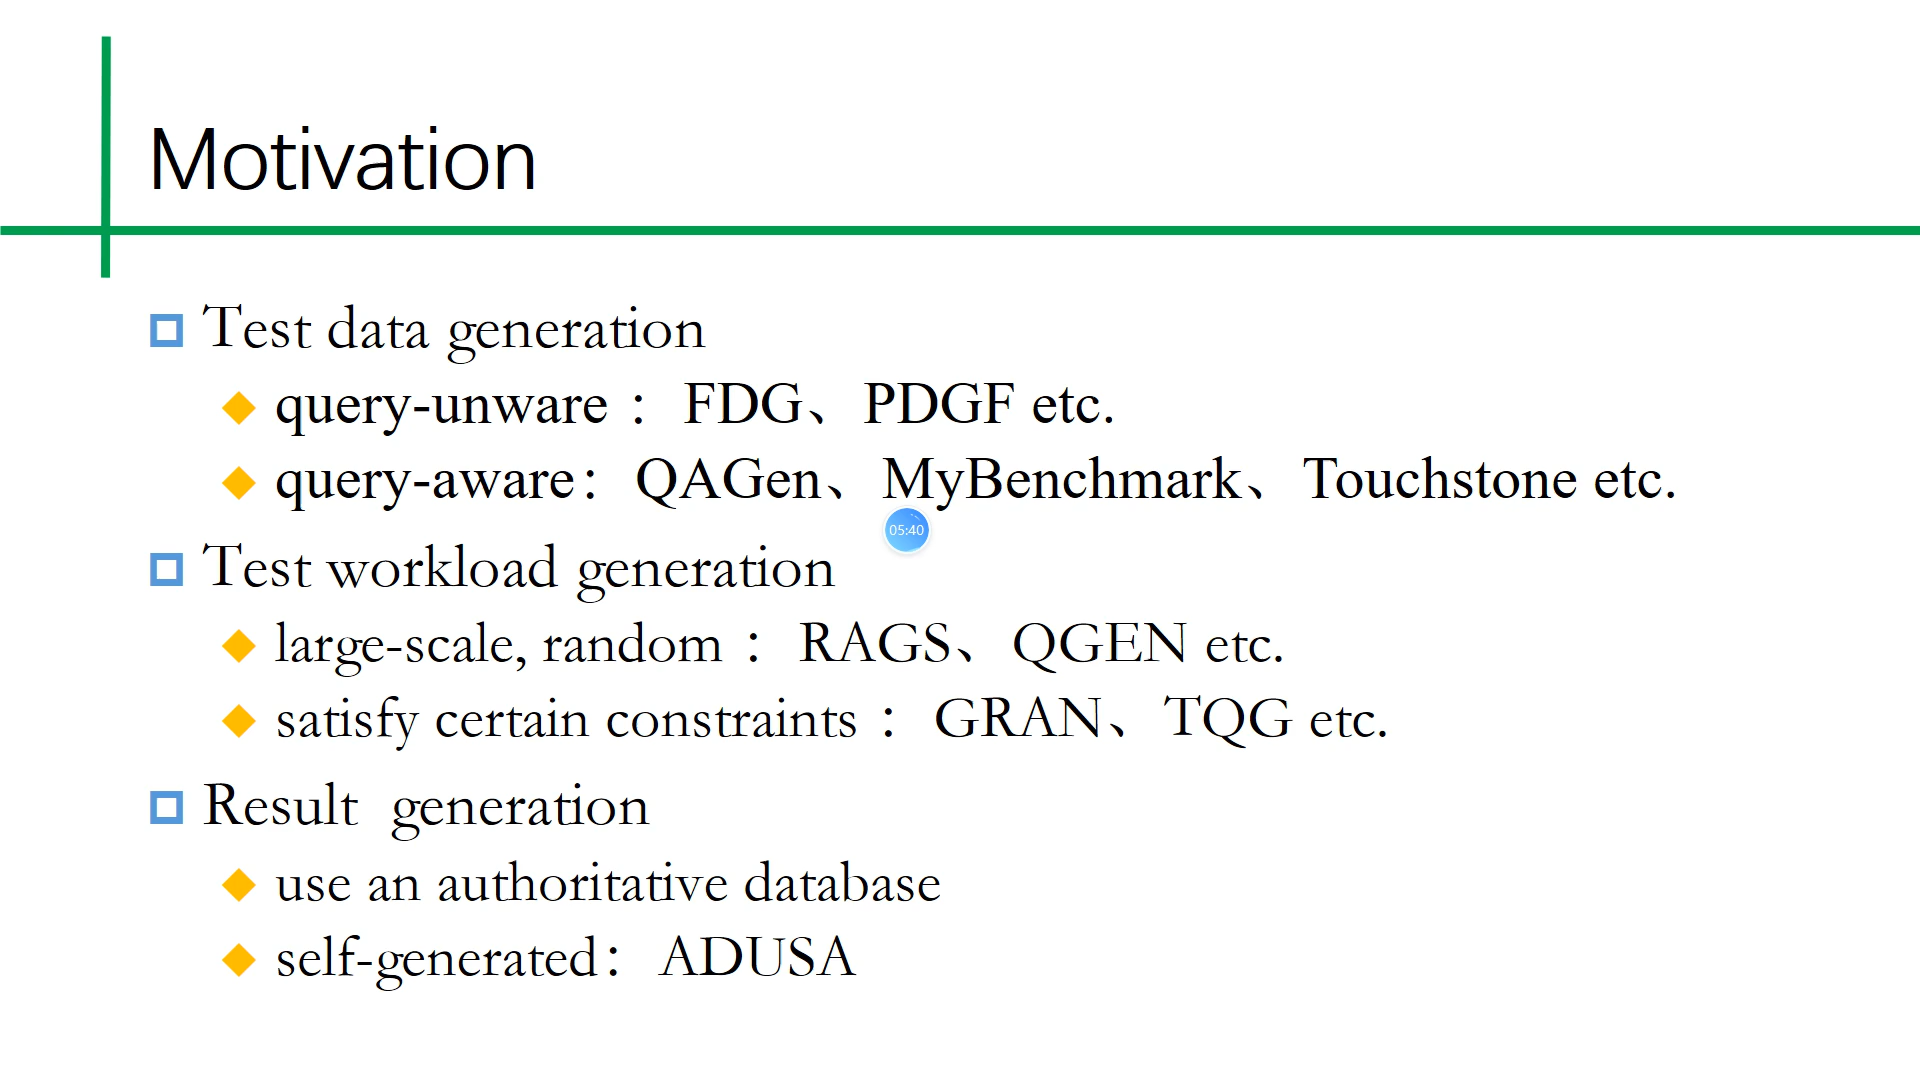 Motivation
Test data generation
query-unware： FDG、PDGF etc.
query-aware： QAGen、MyBenchmark、Touchstone etc.
05:40
Test workload generation
large-scale, random： RAGS、QGEN etc.
satisfy certain constraints： GRAN、TQG etc.
Result generation
use an authoritative database
self-generated： ADUSA